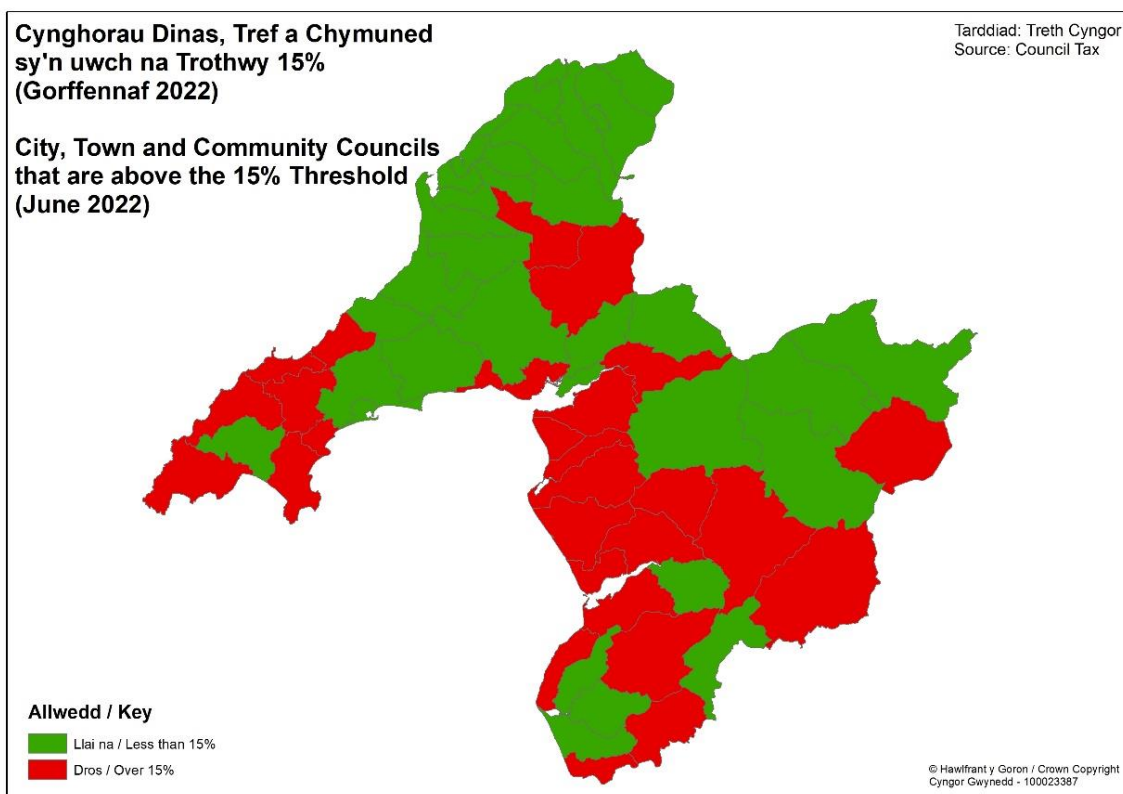 Cynghorau Dinas, Tref a Chymuned
sy'n uwch na Trothwy 15%
(Gorffennaf 2022)
City, Town and Community Councils
that are above the 15% Threshold
(June 2022)
Tarddiad: Treth Cyngor
Source: Council Tax
Allwedd / Key
Llai na / Less than 15%
Dros / Over 15%
© Hawlfraint y Goron / Crown Copyright
Cyngor Gwynedd - 100023387